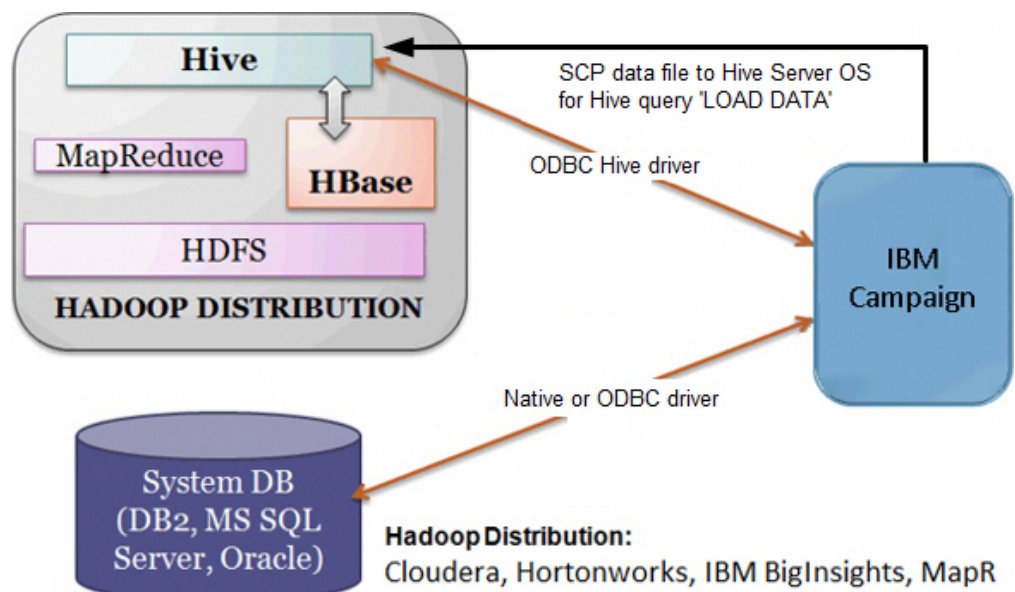 Hive
SCP data file to Hive Server OS
for Hive query 'LOAD DATA'
MapReduce
HBase
ODBC Hive driver
HDFS
HADOOP DISTRIBUTION
IBM
Campaign
Native or ODBC driver
System DB
(DB2, MS SQL
Server, Oracle)
Hadoop Distribution:
Cloudera, Hortonworks, IBM BigInsights, MapR